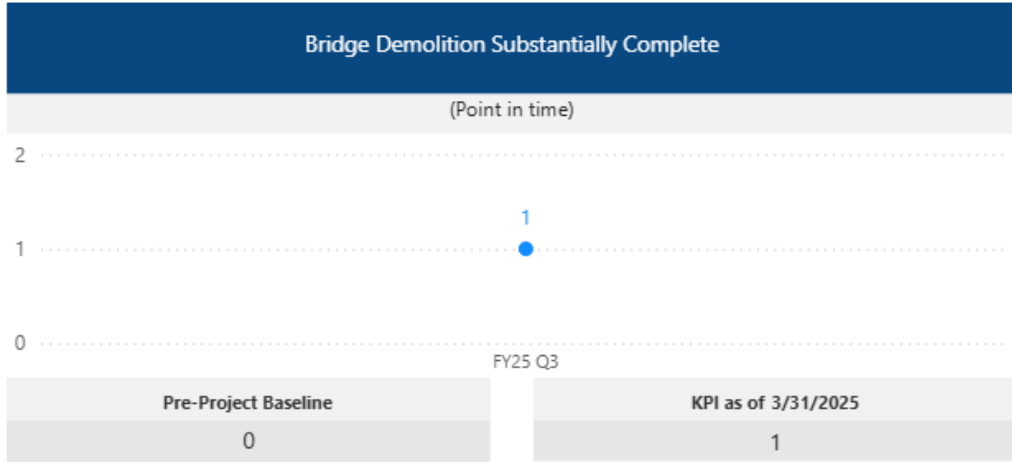 Bridge Demolition Substantially Complete
(Point in time)
2
1
1
0
FY25 Q3
Pre-Project Baseline
KPI as of 3/31/2025
0
1